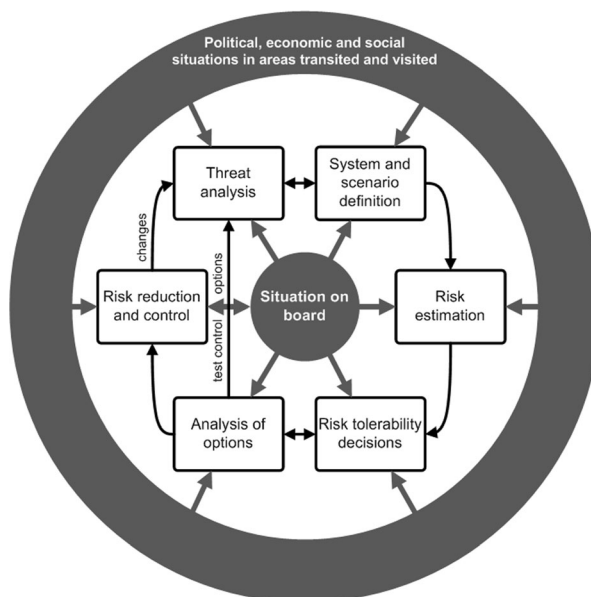 Political, economic and social
situations in areas transited and visited
Threat
analysis
System and
scenario
definition
changes
options
test control
Risk reduction
and control
Situation on
board
Risk
estimation
Analysis of
options
Risk tolerability
decisions